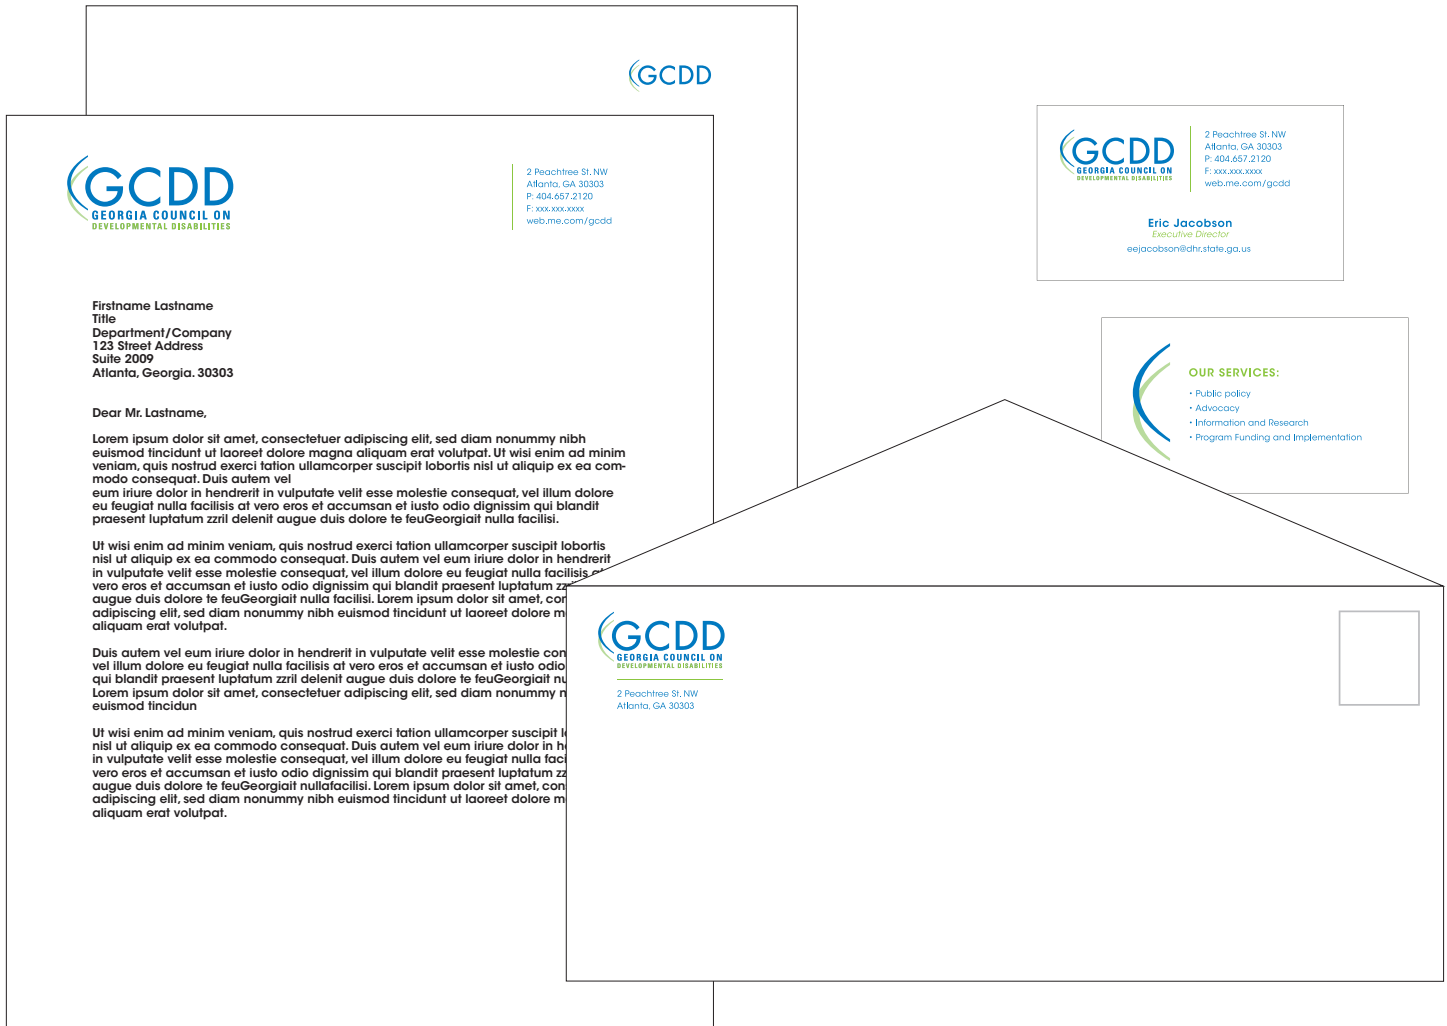 GCDD
GCDD
GEORGIA COUNCIL ON
DEVELOPMENTAL DISABILITIES
2 Peachtree St. NW
Atlanta, GA 30303
P: 404.657.2120
F: xxx.xxx.xxxx
web.me.com/gcdd
Firstname Lastname
Title
Department/Company
123 Street Address
Suite 2009
Atlanta, Georgia. 30303
Dear Mr. Lastname,
Lorem ipsum dolor sit amet, consectetuer adipiscing elit, sed diam nonummy nibh
euismod tincidunt ut laoreet dolore magna aliquam erat volutpat. Ut wisi enim ad minim
veniam, quis nostrud exerci tation ullamcorper suscipit lobortis nisl ut aliquip ex ea com-
modo consequat. Duis autem vel
eum iriure dolor in hendrerit in vulputate velit esse molestie consequat, vel illum dolore
eu feugiat nulla facilisis at vero eros et accumsan et iusto odio dignissim qui blandit
praesent luptatum zzril delenit augue duis dolore te feuGeorgiait nulla facilisi.
Ut wisi enim ad minim veniam, quis nostrud exerci tation ullamcorper suscipit lobortis
nisl ut aliquip ex ea commodo consequat. Duis autem vel eum iriure dolor in hendrerit
in vulputate velit esse molestie consequat, vel illum dolore eu feugiat nulla facilisis
vero eros et accumsan et iusto odio dignissim qui blandit praesent luptatum
augue duis dolore te feuGeorgiait nulla facilisi. Lorem ipsum dolor sit amet,
adipiscing elit, sed diam nonummy nibh euismod tincidunt ut laoreet dolore
aliquam erat volutpat.
Duis autem vel eum iriure dolor in hendrerit in vulputate velit esse molestie
vel illum dolore eu feugiat nulla facilisis at vero eros et accumsan et iusto odio
qui blandit praesent luptatum zzril delenit augue duis dolore te feuGeorgiait
Lorem ipsum dolor sit amet, consectetuer adipiscing elit, sed diam nonummy
euismod tincidun
Ut wisi enim ad minim veniam, quis nostrud exerci tation ullamcorper suscipit
nisl ut aliquip ex ea commodo consequat. Duis autem vel eum iriure dolor in
in vulputate velit esse molestie consequat, vel illum dolore eu feugiat nulla
vero eros et accumsan et iusto odio dignissim qui blandit praesent luptatum
augue duis dolore te feuGeorgiait nullafacilisi. Lorem ipsum dolor sit amet,
adipiscing elit, sed diam nonummy nibh euismod tincidunt ut laoreet dolore
aliquam erat volutpat.
GCDD
GEORGIA COUNCIL ON
DEVELOPMENTAL DISABILITIES
2 Peachtree St. NW
Atlanta, GA 30303
P: 404.657.2120
F: xxx.xxx.xxxx
web.me.com/gcdd
Eric Jacobson
Executive Director
eejacobson@dhr.state.ga.us
OUR SERVICES:
• Public policy
• Advocacy
• Information and Research
• Program Funding and Implementation
GCDD
GEORGIA COUNCIL ON
DEVELOPMENTAL DISABILITIES
2 Peachtree St. NW
Atlanta, GA 30303